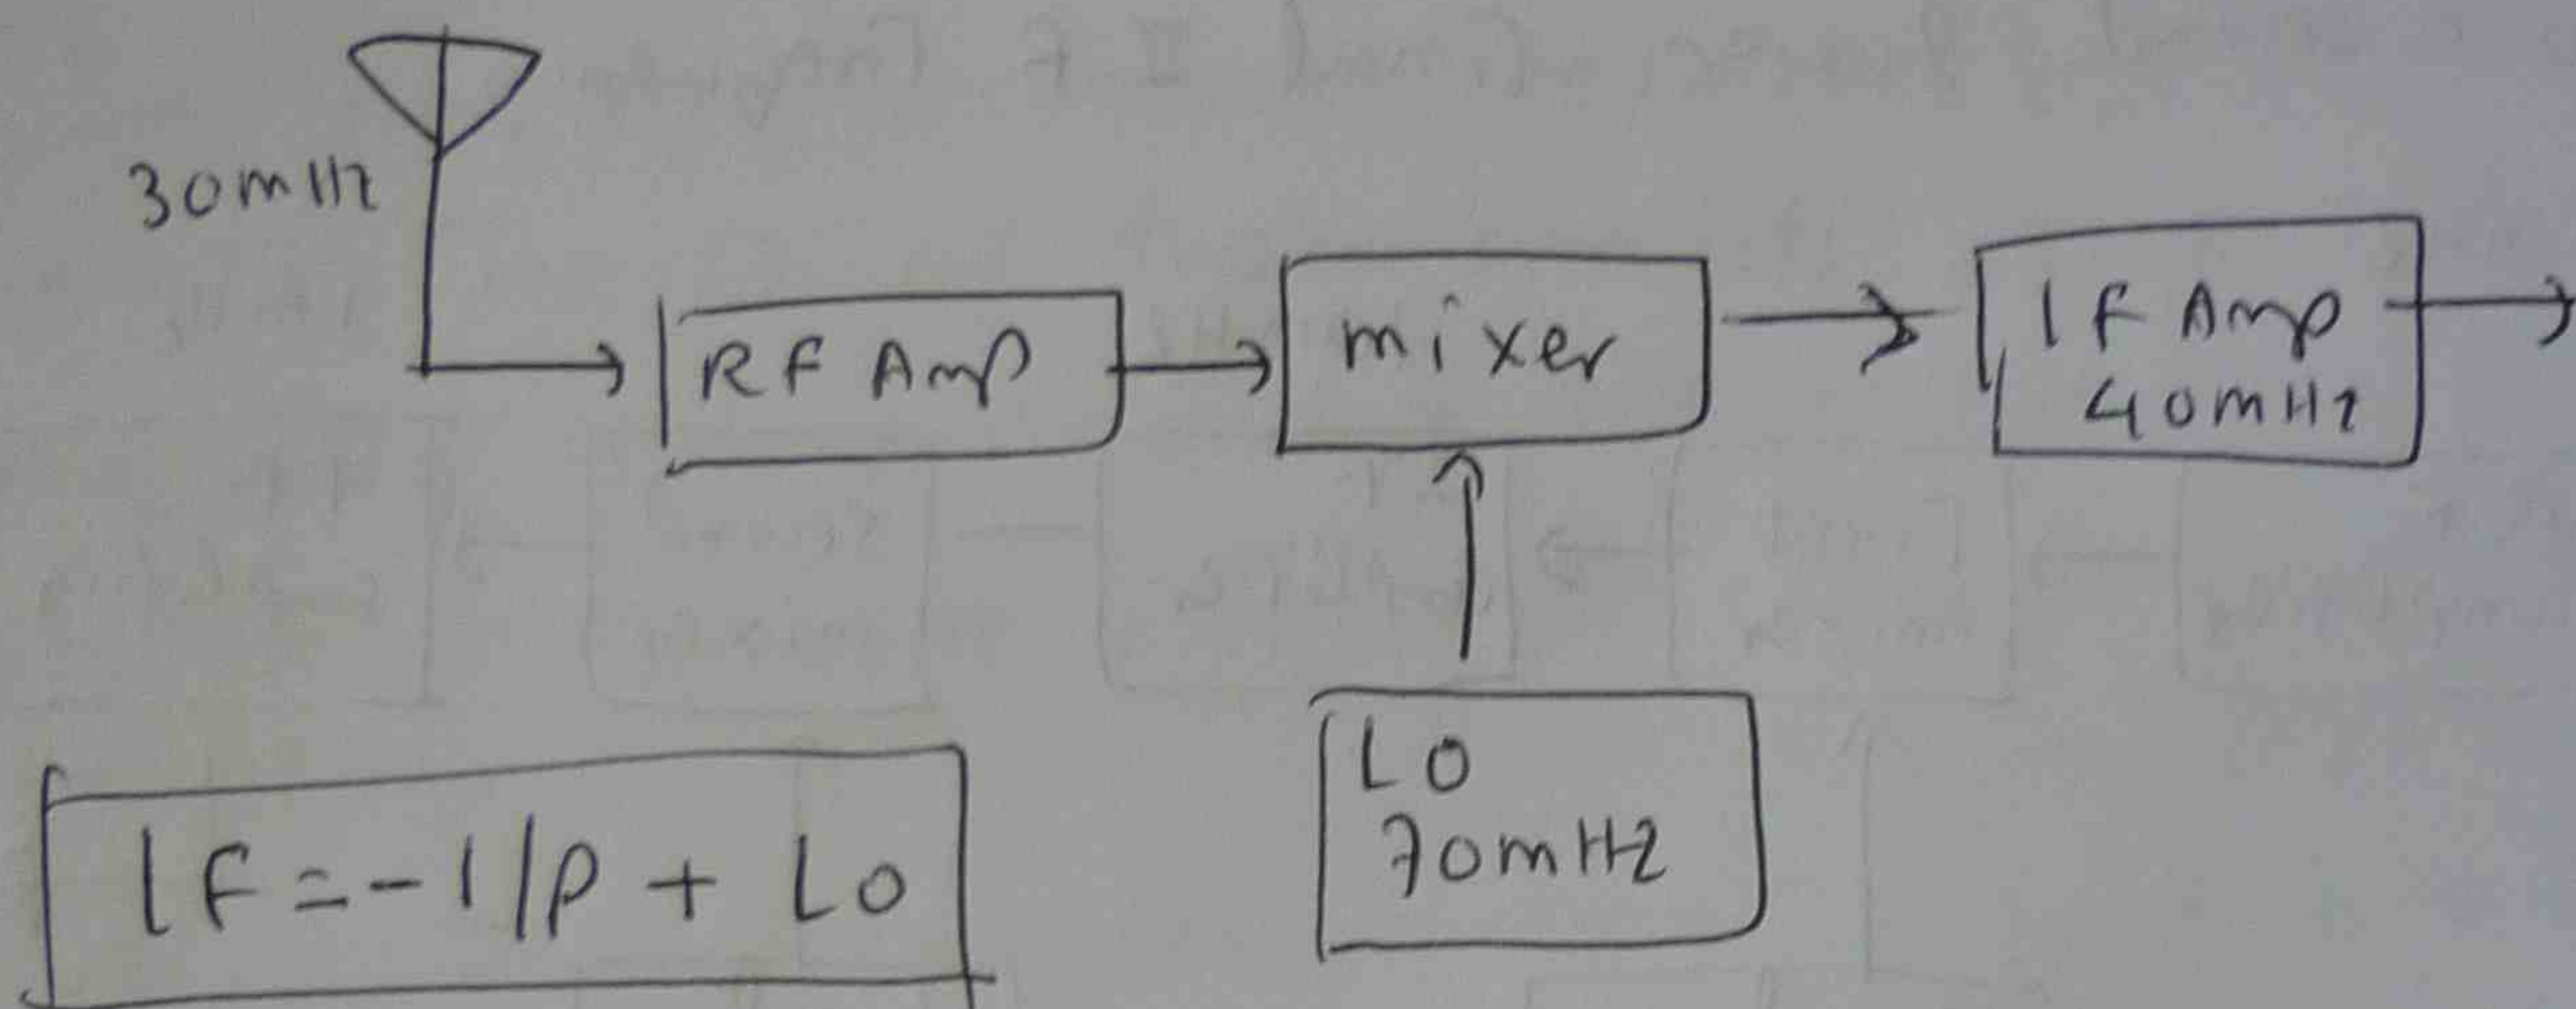 30mHz
RF Amp
mixer
IF Amp
40mHz
LO
70mHz
IF = - I/P + LO